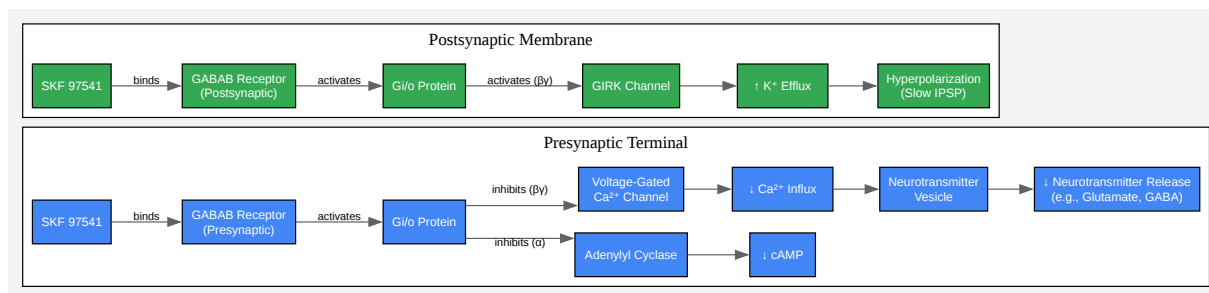 Postsynaptic Membrane
SKF 97541
binds
GABAB Receptor
(Postsynaptic)
activates
Gi/o Protein
activates (βγ)
GIRK Channel
↑ K⁺ Efflux
Hyperpolarization
(Slow IPSP)
Presynaptic Terminal
SKF 97541
binds
GABAB Receptor
(Presynaptic)
activates
Gi/o Protein
inhibits (βγ)
Voltage-Gated
Ca²⁺ Channel
↓ Ca²⁺ Influx
Neurotransmitter
Vesicle
↓ Neurotransmitter Release
(e.g., Glutamate, GABA)
inhibits (α)
Adenylyl Cyclase
↓ cAMP